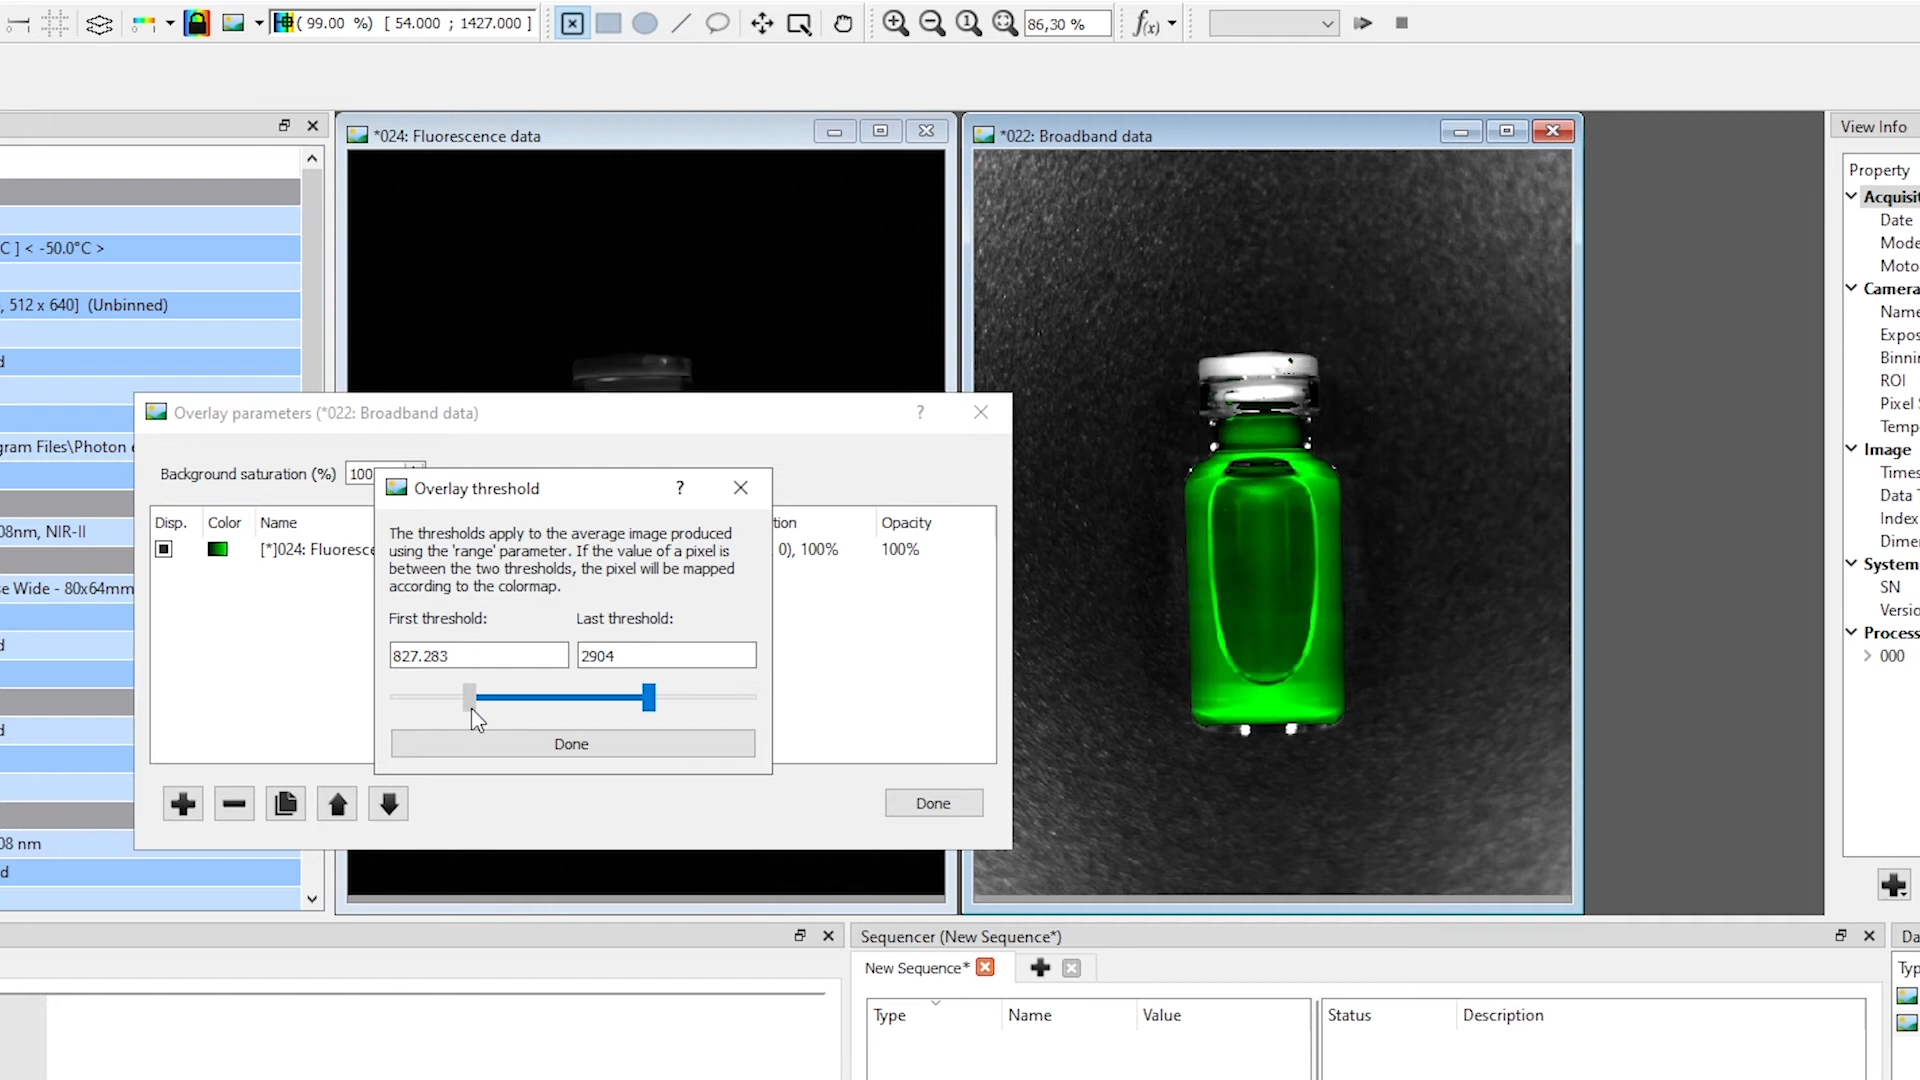 ( 99.00 %) [ 54.000 ; 1427.000 ]
86,30 %
f(x)
*024: Fluorescence data
*022: Broadband data
View Info
C ] < -50.0°C >
, 512 x 640] (Unbinned)
d
gram Files\Photon e
08nm, NIR-II
se Wide - 80x64mm
d
d
08 nm
d
Overlay parameters (*022: Broadband data)
?
Background saturation (%)
100
Disp.
Color
Name
tion
Opacity
[*]024: Fluoresce
0), 100%
100%
Done
Overlay threshold
?
The thresholds apply to the average image produced
using the 'range' parameter. If the value of a pixel is
between the two thresholds, the pixel will be mapped
according to the colormap.
First threshold:
Last threshold:
827.283
2904
Done
Property
Acquisit
Date
Mode
Moto
Camera
Name
Expos
Binnin
ROI
Pixel S
Temp
Image
Times
Data T
Index
Dimen
System
SN
Versio
Process
000
Sequencer (New Sequence*)
New Sequence*
Type
Name
Value
Status
Description
Da
Typ